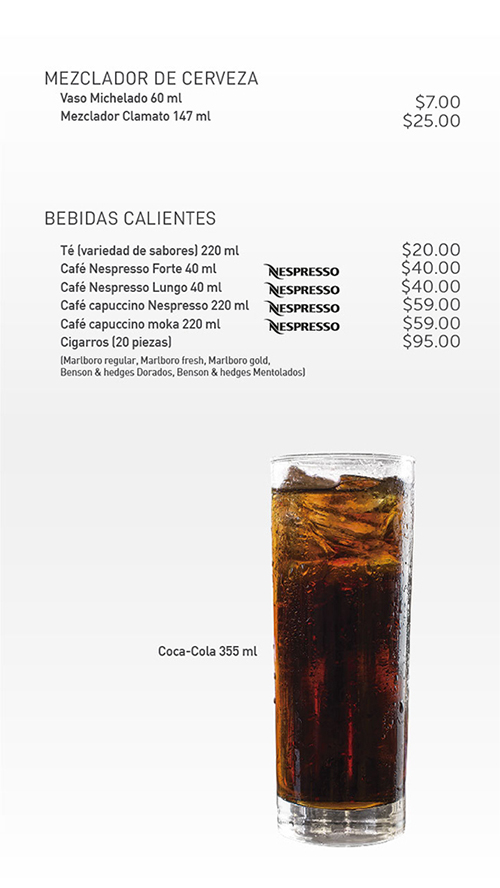 MEZCLADOR DE CERVEZA
Vaso Michelado 60 ml $7.00
Mezclador Clamato 147 ml $25.00
BEBIDAS CALIENTES
Té (variedad de sabores) 220 ml $20.00
Café Nespresso Forte 40 ml NESPRESSO $40.00
Café Nespresso Lungo 40 ml NESPRESSO $40.00
Café capuccino Nespresso 220 ml NESPRESSO $59.00
Café capuccino moka 220 ml NESPRESSO $59.00
Cigarros (20 piezas) $95.00
(Marlboro regular, Marlboro fresh, Marlboro gold,
Benson & hedges Dorados, Benson & hedges Mentolados)
Coca-Cola 355 ml